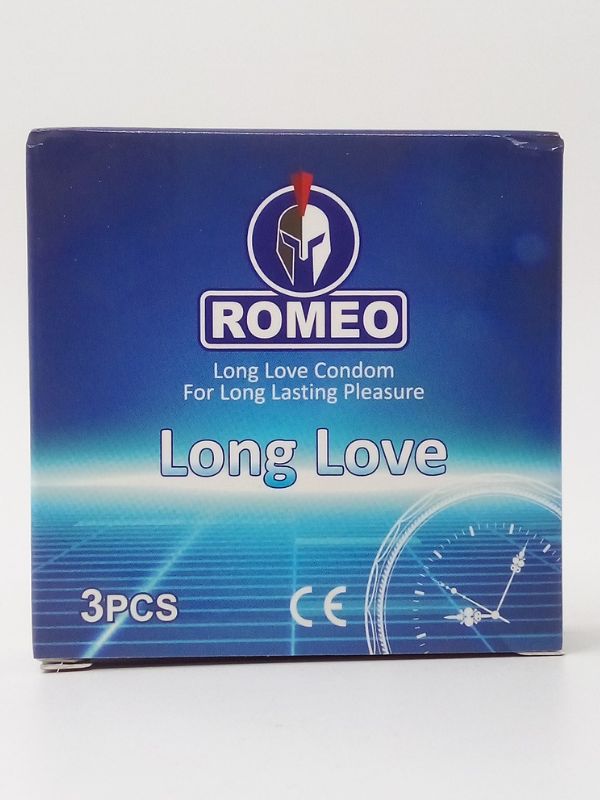 ROMEO
Long Love Condom
For Long Lasting Pleasure
Long Love
3PCS
CE